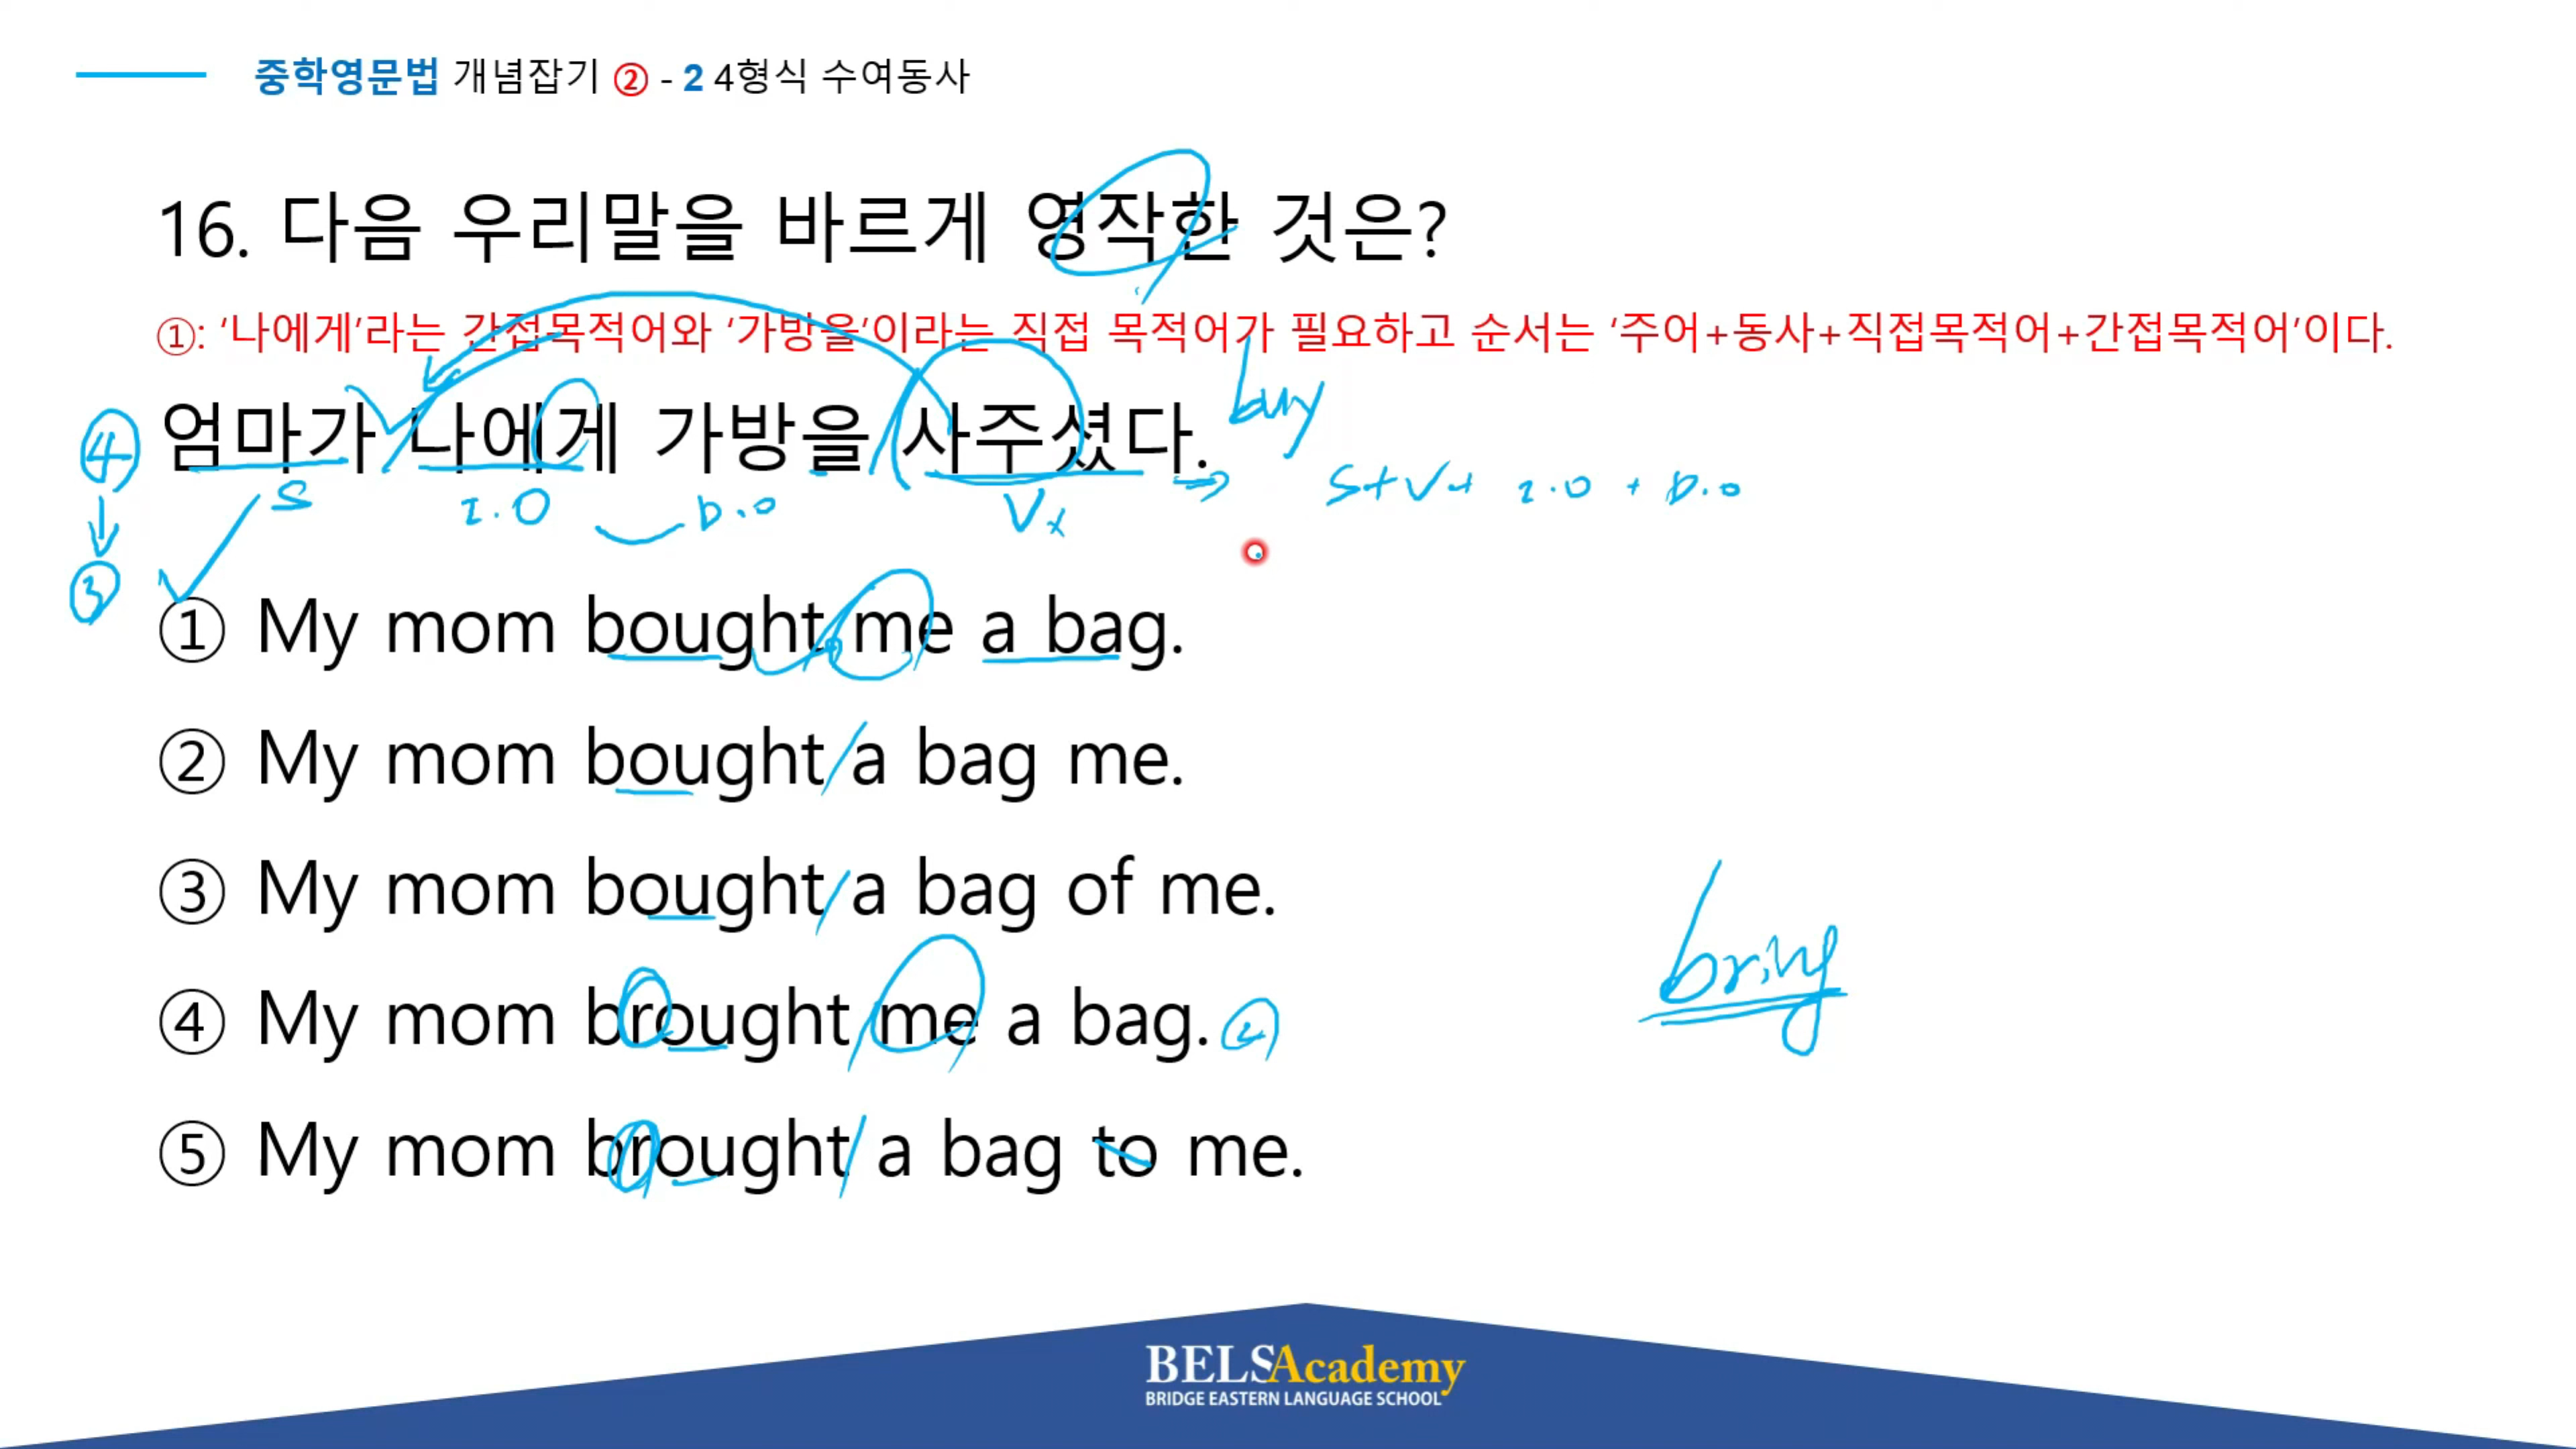 중학영문법 개념잡기 ② - 2 4형식 수여동사
16. 다음 우리말을 바르게 영작한 것은?
①: ‘나에게’라는 간접목적어와 ‘가방을’이라는 직접 목적어가 필요하고 순서는 ‘주어+동사+직접목적어+간접목적어’이다.
④ 엄마가 나에게 가방을 사주셨다. buy
S I.O D.O V → S+V+ I.O + D.O
③
① My mom bought me a bag.
② My mom bought a bag me.
③ My mom bought a bag of me.
bring
④ My mom brought me a bag. ④
⑤ My mom brought a bag to me.
BELSAcademy
BRIDGE EASTERN LANGUAGE SCHOOL